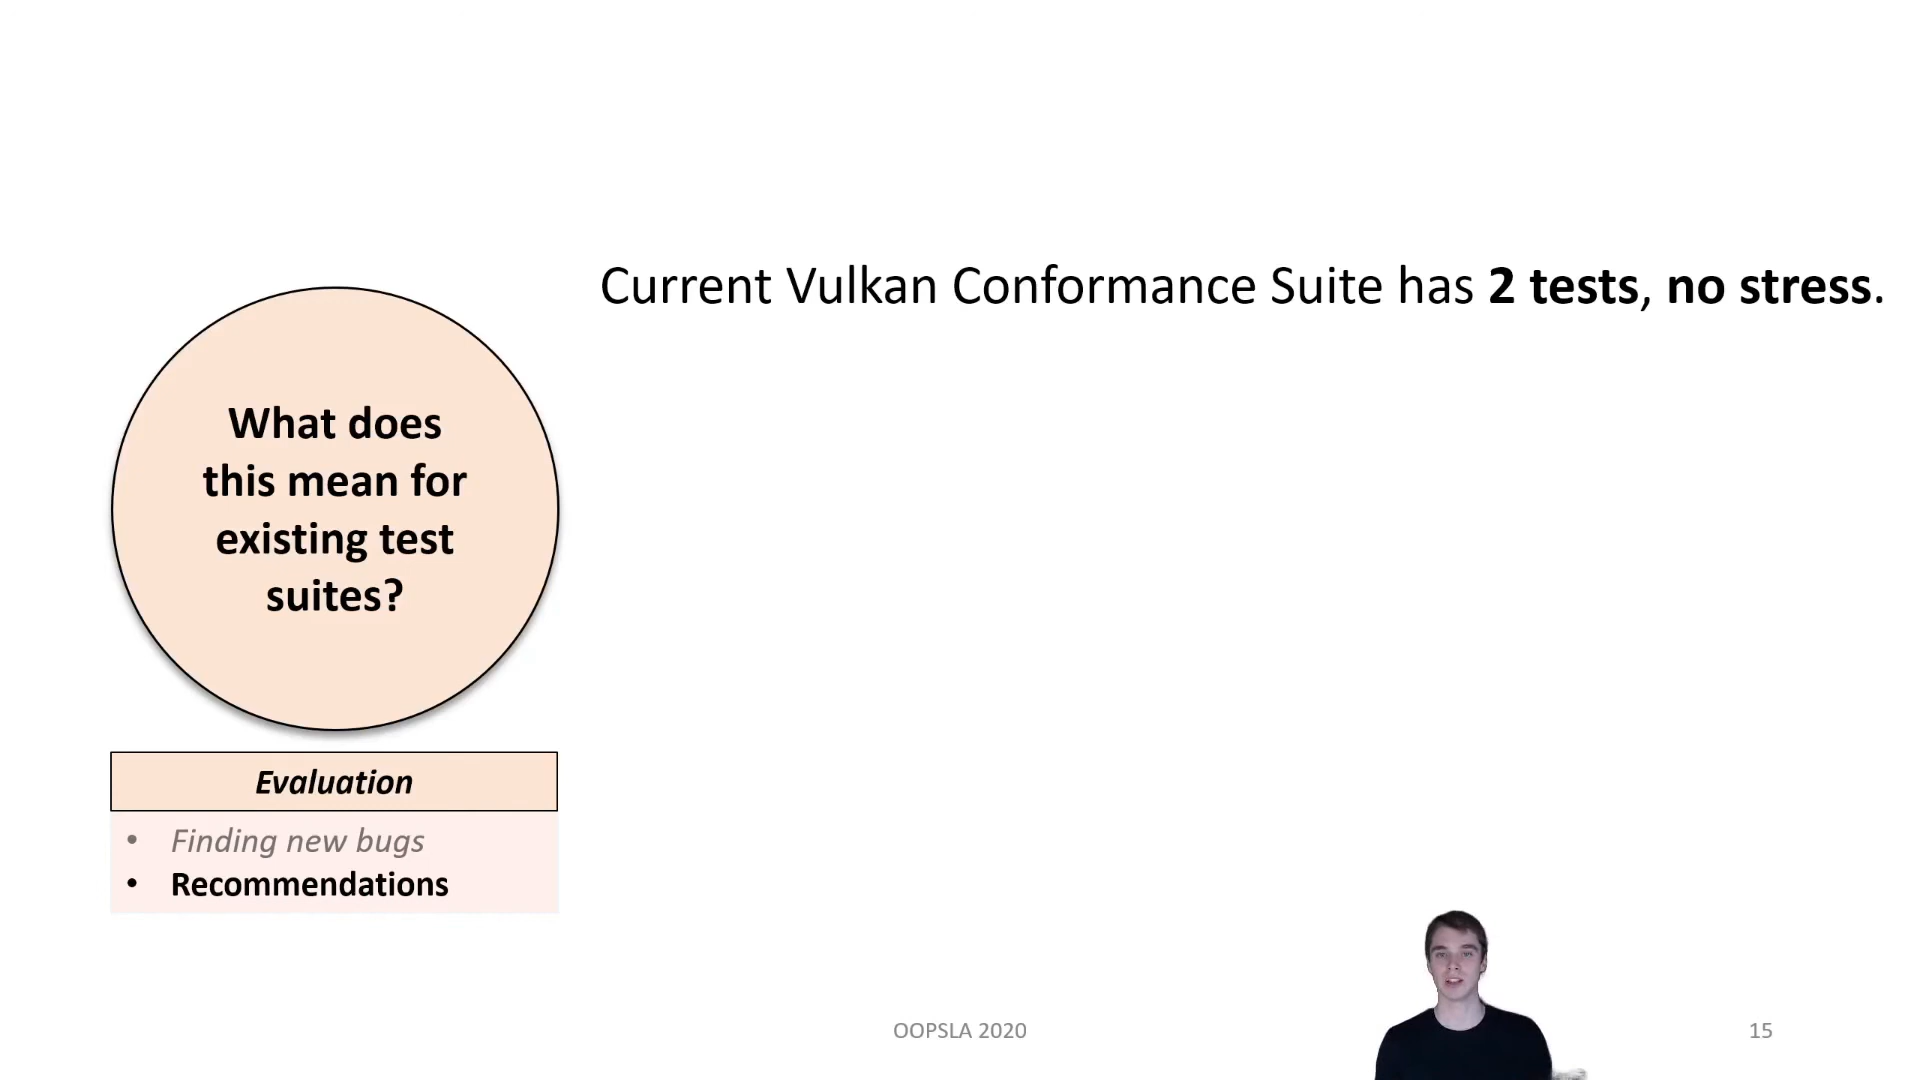 Current Vulkan Conformance Suite has 2 tests, no stress.
What does
this mean for
existing test
suites?
Evaluation
• Finding new bugs
• Recommendations
OOPSLA 2020
15